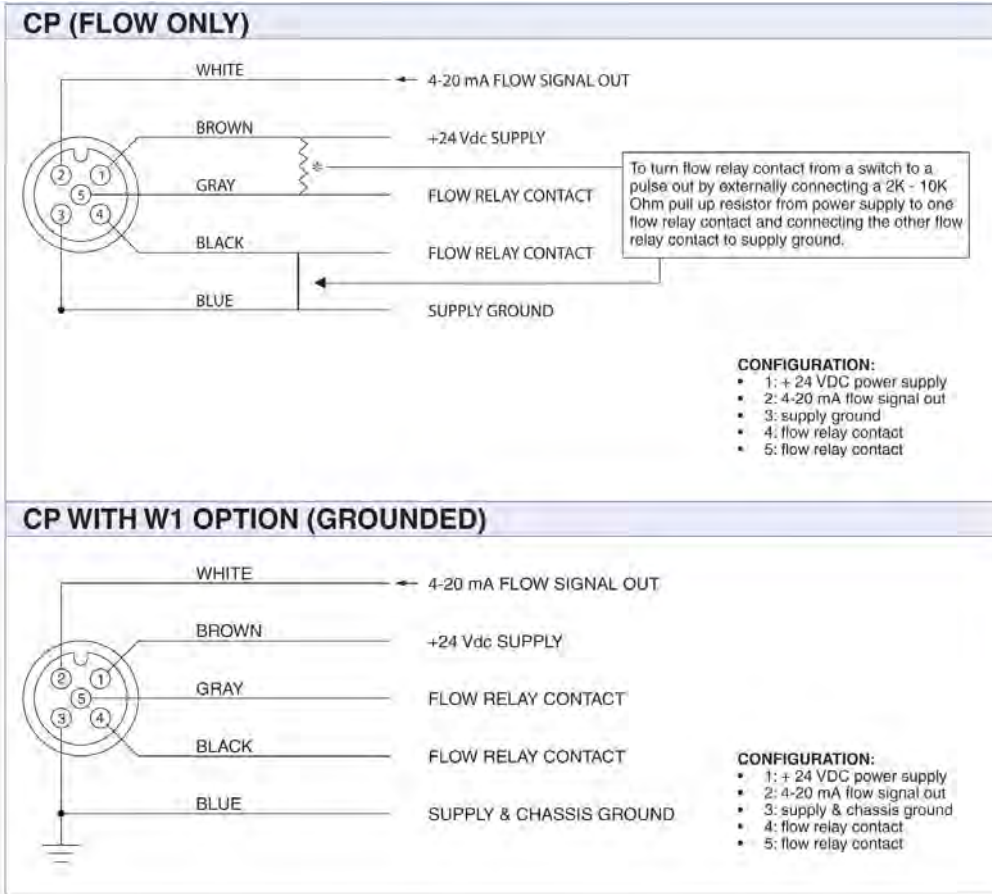 CP (FLOW ONLY)
WHITE
4-20 mA FLOW SIGNAL OUT
BROWN
+24 Vdc SUPPLY
*
GRAY
FLOW RELAY CONTACT
BLACK
FLOW RELAY CONTACT
BLUE
SUPPLY GROUND
2
1
5
3
4
To turn flow relay contact from a switch to a
pulse out by externally connecting a 2K - 10K
Ohm pull up resistor from power supply to one
flow relay contact and connecting the other flow
relay contact to supply ground.
CONFIGURATION:
• 1: + 24 VDC power supply
• 2: 4-20 mA flow signal out
• 3: supply ground
• 4: flow relay contact
• 5: flow relay contact
CP WITH W1 OPTION (GROUNDED)
WHITE
4-20 mA FLOW SIGNAL OUT
BROWN
+24 Vdc SUPPLY
GRAY
FLOW RELAY CONTACT
BLACK
FLOW RELAY CONTACT
BLUE
SUPPLY & CHASSIS GROUND
2
1
5
3
4
CONFIGURATION:
• 1: + 24 VDC power supply
• 2: 4-20 mA flow signal out
• 3: supply & chassis ground
• 4: flow relay contact
• 5: flow relay contact